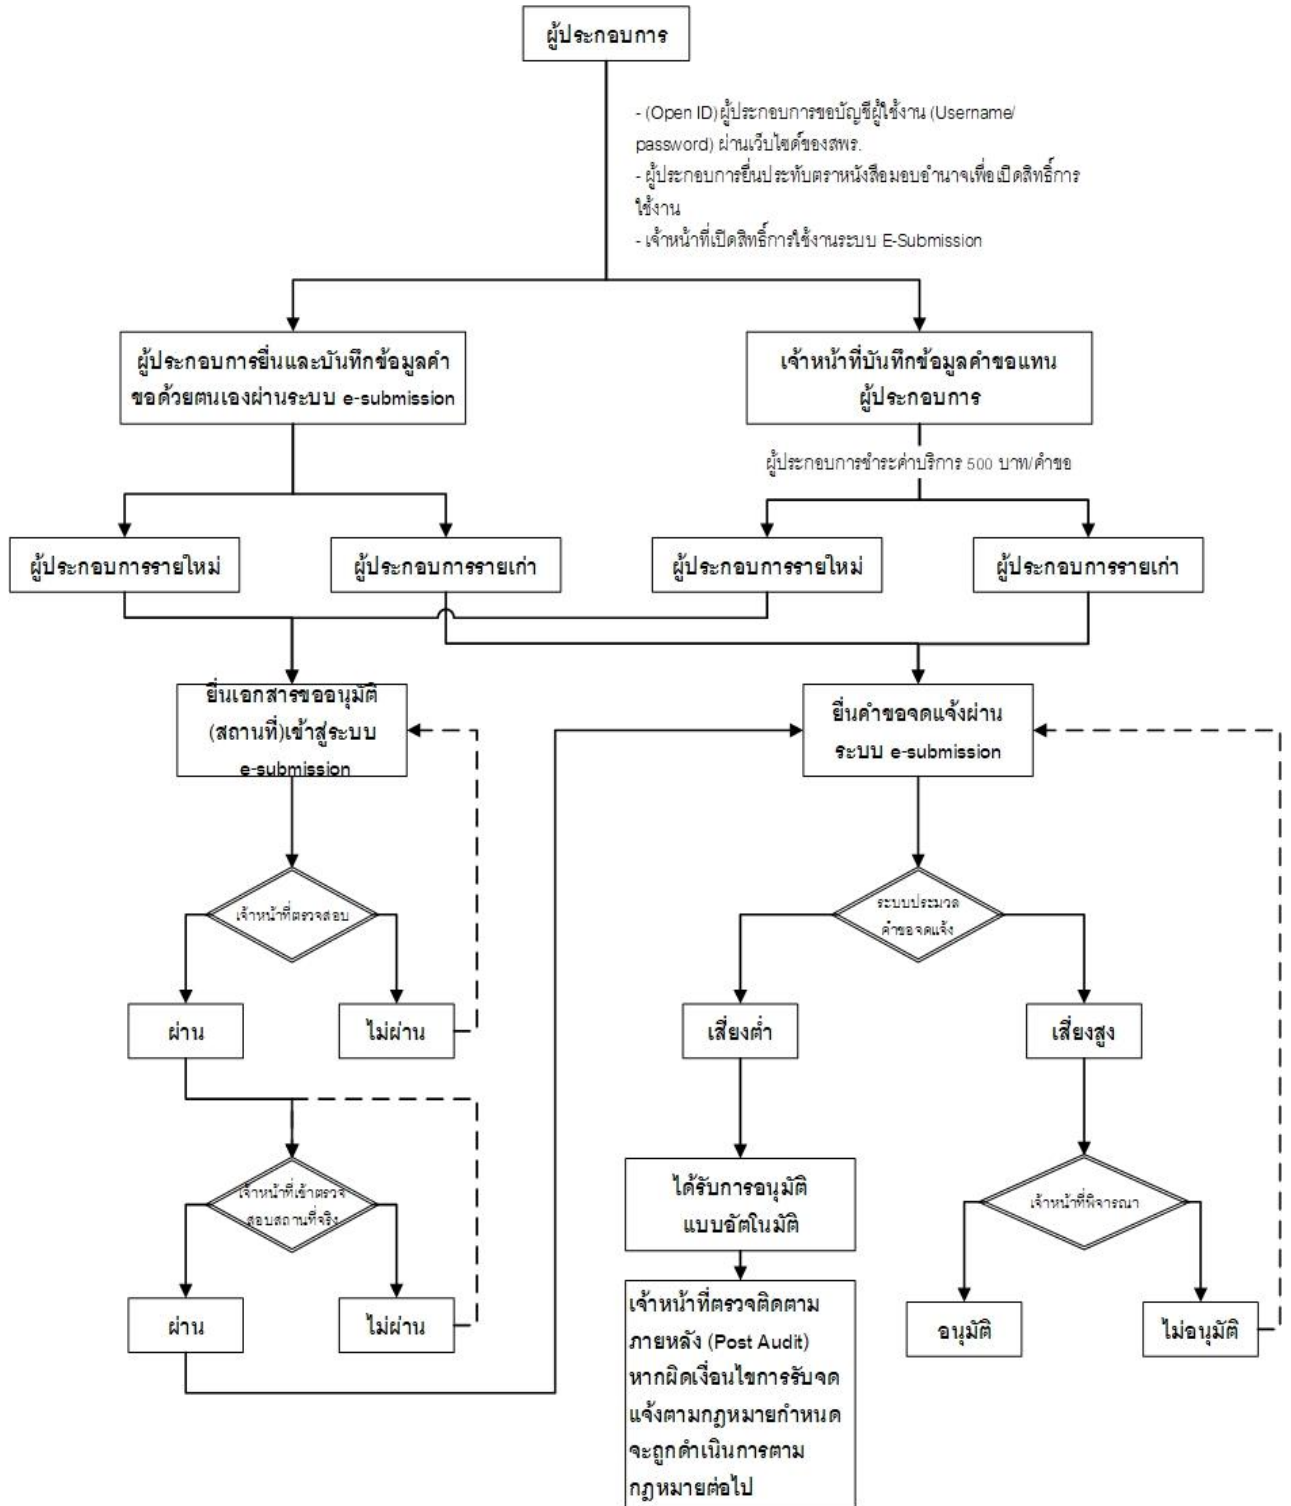 ผู้ประกอบการ
- (Open ID) ผู้ประกอบการขอบัญชีผู้ใช้งาน (Username/
password) ผ่านเว็บไซต์ของสพร.
- ผู้ประกอบการยื่นประทับตราหนังสือมอบอำนาจเพื่อเปิดสิทธิ์การ
ใช้งาน
- เจ้าหน้าที่เปิดสิทธิ์การใช้งานระบบ E-Submission
ผู้ประกอบการยื่นและบันทึกข้อมูลคำ
ขอด้วยตนเองผ่านระบบ e-submission
เจ้าหน้าที่บันทึกข้อมูลคำขอแทน
ผู้ประกอบการ
ผู้ประกอบการชำระค่าบริการ 500 บาท/คำขอ
ผู้ประกอบการรายใหม่
ผู้ประกอบการรายเก่า
ผู้ประกอบการรายใหม่
ผู้ประกอบการรายเก่า
ยื่นเอกสารขออนุมัติ
(สถานที่)เข้าสู่ระบบ
e-submission
ยื่นคำขอจดแจ้งผ่าน
ระบบ e-submission
เจ้าหน้าที่ตรวจสอบ
ระบบประมวล
คำขอจดแจ้ง
ผ่าน
ไม่ผ่าน
เสี่ยงต่ำ
เสี่ยงสูง
เจ้าหน้าที่เข้าตรวจ
สอบสถานที่จริง
ได้รับการอนุมัติ
แบบอัตโนมัติ
เจ้าหน้าที่พิจารณา
ผ่าน
ไม่ผ่าน
เจ้าหน้าที่ตรวจติดตาม
ภายหลัง (Post Audit)
หากผิดเงื่อนไขการรับจด
แจ้งตามกฎหมายกำหนด
จะถูกดำเนินการตาม
กฎหมายต่อไป
อนุมัติ
ไม่อนุมัติ